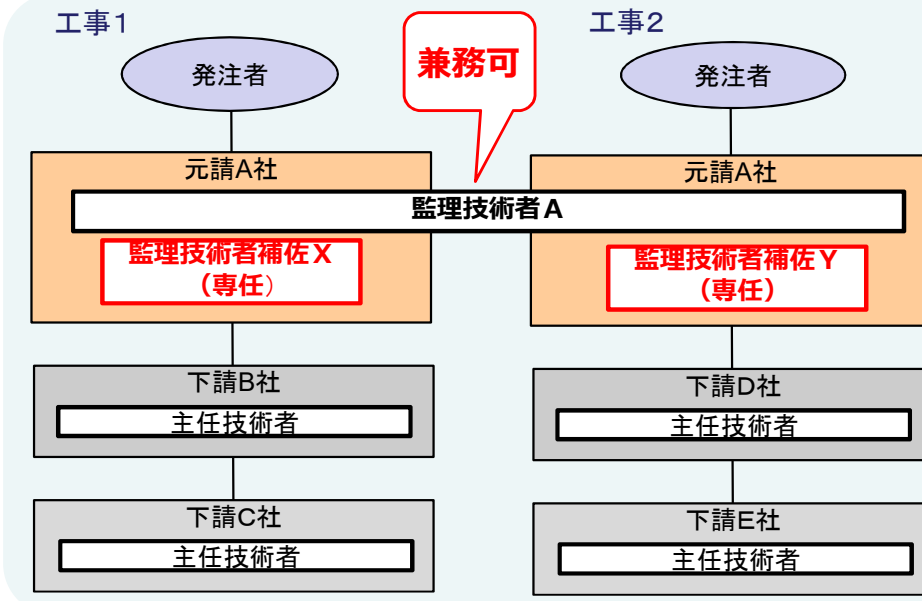 工事1
発注者
元請A社
監理技術者A
監理技術者補佐X
(専任)
下請B社
主任技術者
下請C社
主任技術者
兼務可
工事2
発注者
元請A社
監理技術者補佐Y
(専任)
下請D社
主任技術者
下請E社
主任技術者